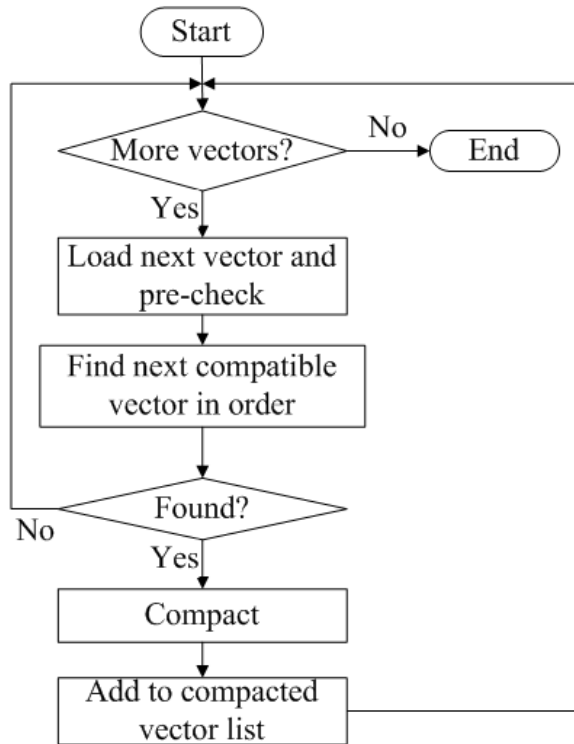 Start
More vectors?
No
End
Yes
Load next vector and
pre-check
Find next compatible
vector in order
Found?
No
Yes
Compact
Add to compacted
vector list